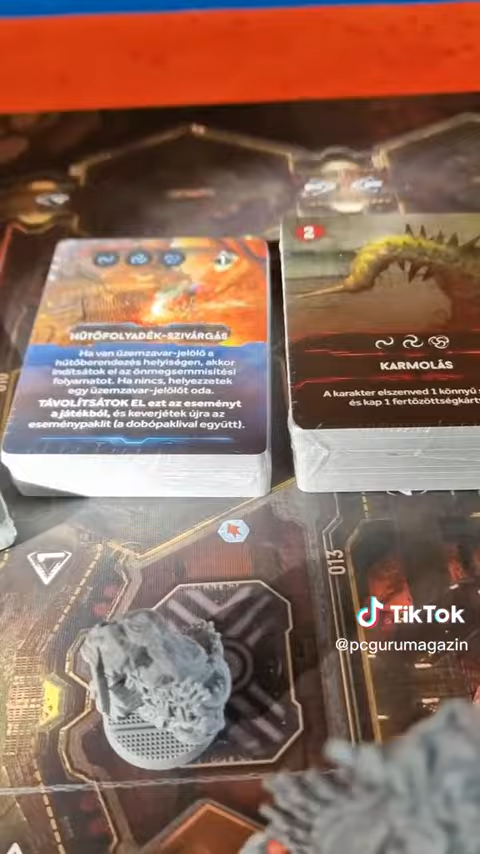 2
HŰTŐFOLYADÉK-SZIVÁRGÁS
Ha van üzemzavar-jelölő a
hűtőberendezés helyiségen, akkor
indítsátok el az önmegsemmisítési
folyamatot. Ha nincs, helyezzetek
egy üzemzavar-jelölőt oda.
TÁVOLÍTSÁTOK EL ezt az eseményt
a játékból, és keverjétek újra az
eseménypaklit (a dobópaklival együtt).
KARMOLÁS
A karakter elszenved 1 könnyű
és kap 1 fertőzöttségkárty
1
013
TikTok
@pcgurumagazin